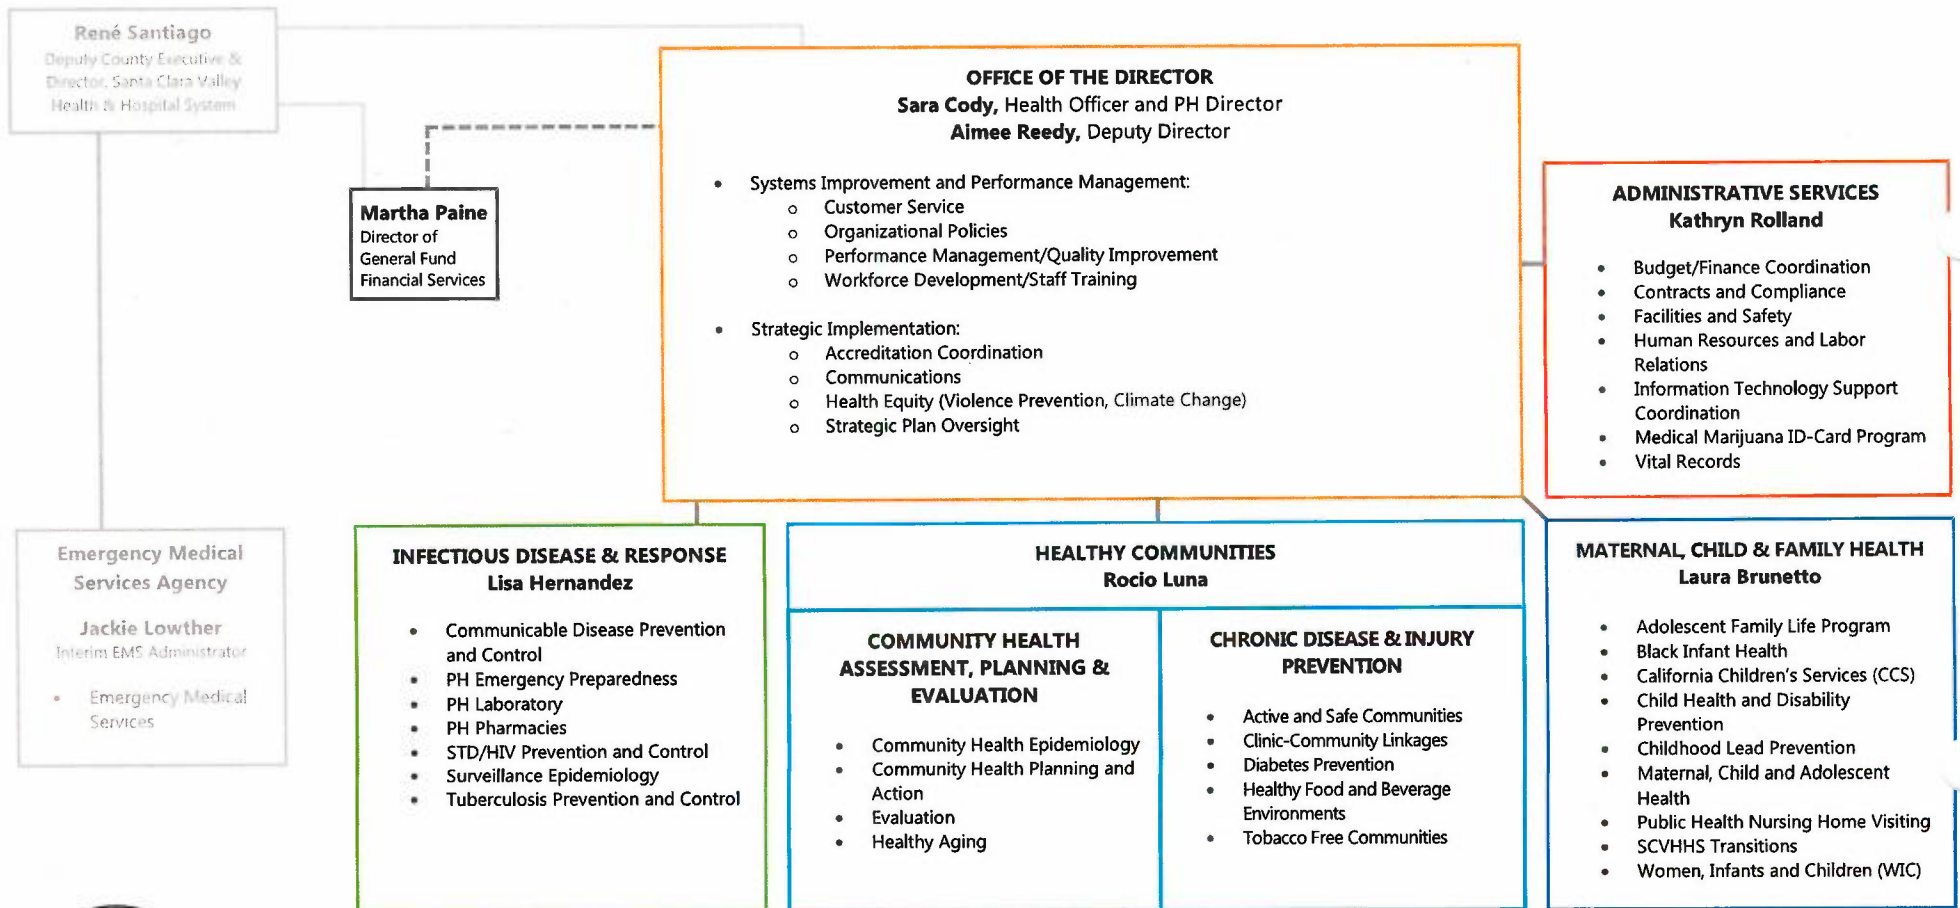 René Santiago
Deputy County Executive &
Director, Santa Clara Valley
Health & Hospital System
OFFICE OF THE DIRECTOR
Sara Cody, Health Officer and PH Director
Aimee Reedy, Deputy Director
• Systems Improvement and Performance Management:
o Customer Service
o Organizational Policies
o Performance Management/Quality Improvement
o Workforce Development/Staff Training
• Strategic Implementation:
o Accreditation Coordination
o Communications
o Health Equity (Violence Prevention, Climate Change)
o Strategic Plan Oversight
Martha Paine
Director of
General Fund
Financial Services
ADMINISTRATIVE SERVICES
Kathryn Rolland
• Budget/Finance Coordination
• Contracts and Compliance
• Facilities and Safety
• Human Resources and Labor
Relations
• Information Technology Support
Coordination
• Medical Marijuana ID-Card Program
• Vital Records
Emergency Medical
Services Agency
Jackie Lowther
Interim EMS Administrator
• Emergency Medical
Services
INFECTIOUS DISEASE & RESPONSE
Lisa Hernandez
• Communicable Disease Prevention
and Control
• PH Emergency Preparedness
• PH Laboratory
• PH Pharmacies
• STD/HIV Prevention and Control
• Surveillance Epidemiology
• Tuberculosis Prevention and Control
HEALTHY COMMUNITIES
Rocio Luna
COMMUNITY HEALTH
ASSESSMENT, PLANNING &
EVALUATION
• Community Health Epidemiology
• Community Health Planning and
Action
• Evaluation
• Healthy Aging
CHRONIC DISEASE & INJURY
PREVENTION
• Active and Safe Communities
• Clinic-Community Linkages
• Diabetes Prevention
• Healthy Food and Beverage
Environments
• Tobacco Free Communities
MATERNAL, CHILD & FAMILY HEALTH
Laura Brunetto
• Adolescent Family Life Program
• Black Infant Health
• California Children's Services (CCS)
• Child Health and Disability
Prevention
• Childhood Lead Prevention
• Maternal, Child and Adolescent
Health
• Public Health Nursing Home Visiting
• SCVHHS Transitions
• Women, Infants and Children (WIC)